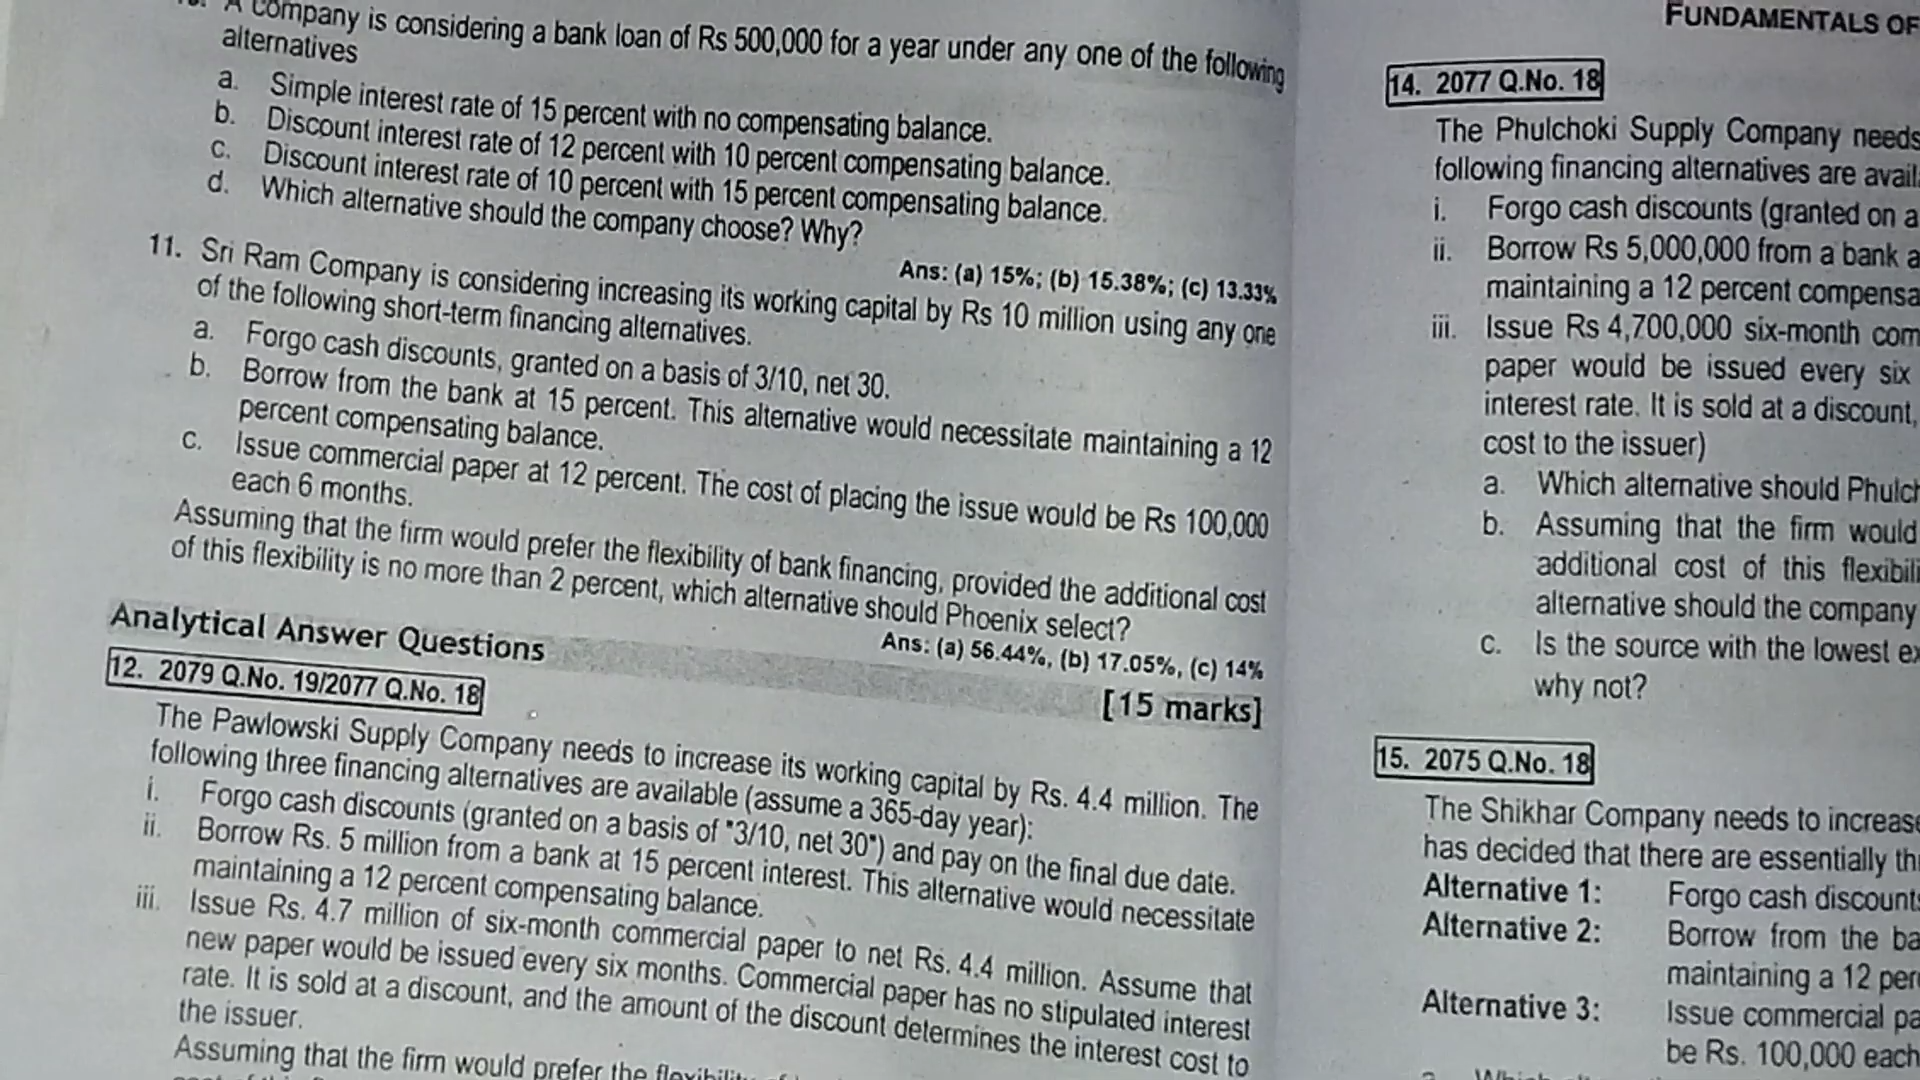 A Company is considering a bank loan of Rs 500,000 for a year under any one of the following
alternatives
a. Simple interest rate of 15 percent with no compensating balance.
b. Discount interest rate of 12 percent with 10 percent compensating balance.
c. Discount interest rate of 10 percent with 15 percent compensating balance.
d. Which alternative should the company choose? Why?
Ans: (a) 15%; (b) 15.38%; (c) 13.33%
11. Sri Ram Company is considering increasing its working capital by Rs 10 million using any one
of the following short-term financing alternatives.
a. Forgo cash discounts, granted on a basis of 3/10, net 30.
b. Borrow from the bank at 15 percent. This alternative would necessitate maintaining a 12
percent compensating balance.
c. Issue commercial paper at 12 percent. The cost of placing the issue would be Rs 100,000
each 6 months.
Assuming that the firm would prefer the flexibility of bank financing, provided the additional cost
of this flexibility is no more than 2 percent, which alternative should Phoenix select?
Ans: (a) 56.44%, (b) 17.05%, (c) 14%
Analytical Answer Questions
[15 marks]
12. 2079 Q.No. 19/2077 Q.No. 18
The Pawlowski Supply Company needs to increase its working capital by Rs. 4.4 million. The
following three financing alternatives are available (assume a 365-day year):
i. Forgo cash discounts (granted on a basis of "3/10, net 30") and pay on the final due date.
ii. Borrow Rs. 5 million from a bank at 15 percent interest. This alternative would necessitate
maintaining a 12 percent compensating balance.
iii. Issue Rs. 4.7 million of six-month commercial paper to net Rs. 4.4 million. Assume that
new paper would be issued every six months. Commercial paper has no stipulated interest
rate. It is sold at a discount, and the amount of the discount determines the interest cost to
the issuer.
Assuming that the firm would prefer the
FUNDAMENTALS OF
14. 2077 Q.No. 18
The Phulchoki Supply Company needs
following financing alternatives are
i. Forgo cash discounts (granted on a
ii. Borrow Rs 5,000,000 from a bank a
maintaining a 12 percent
iii. Issue Rs 4,700,000 six-month
paper would be issued every six
interest rate. It is sold at a discount,
cost to the issuer)
a. Which alternative should
b. Assuming that the firm would
additional cost of this
alternative should the company
c. Is the source with the lowest
why not?
15. 2075 Q.No. 18
The Shikhar Company needs to increase
has decided that there are essentially
Alternative 1: Forgo cash discounts
Alternative 2: Borrow from the
maintaining a 12
Alternative 3: Issue commercial
be Rs. 100,000 each